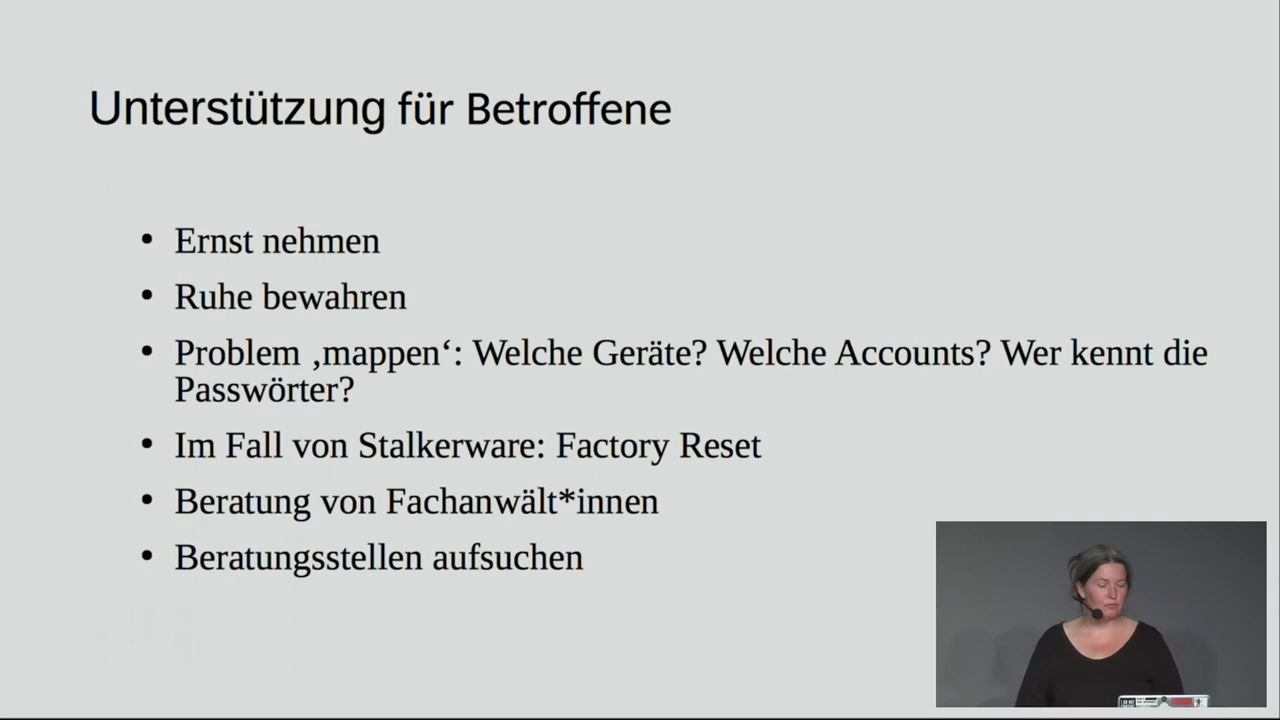 Unterstützung für Betroffene
• Ernst nehmen
• Ruhe bewahren
• Problem ‚mappen‘: Welche Geräte? Welche Accounts? Wer kennt die
Passwörter?
• Im Fall von Stalkerware: Factory Reset
• Beratung von Fachanwält*innen
• Beratungsstellen aufsuchen